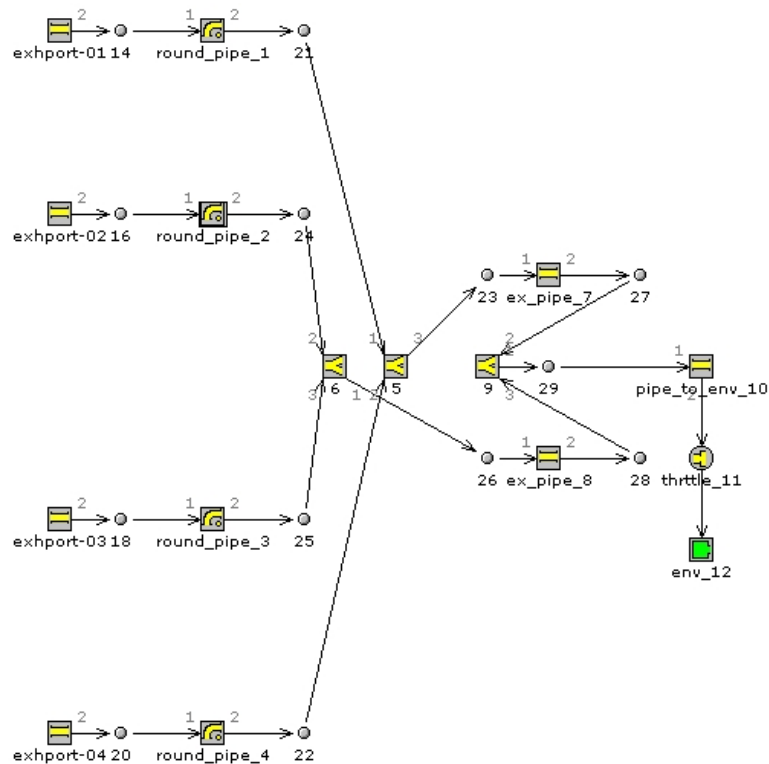 2 1 2
exhport-01 14 round_pipe_1 21
2 1 2
exhport-02 16 round_pipe_2 24
1 2
23 ex_pipe_7 27
2 1 3 2 1
6 5 9 29 pipe_to_env_10
3 1 2 3 2
1 2
26 ex_pipe_8 28 thrttle_11
2 1 2
exhport-03 18 round_pipe_3 25
env_12
2 1 2
exhport-04 20 round_pipe_4 22